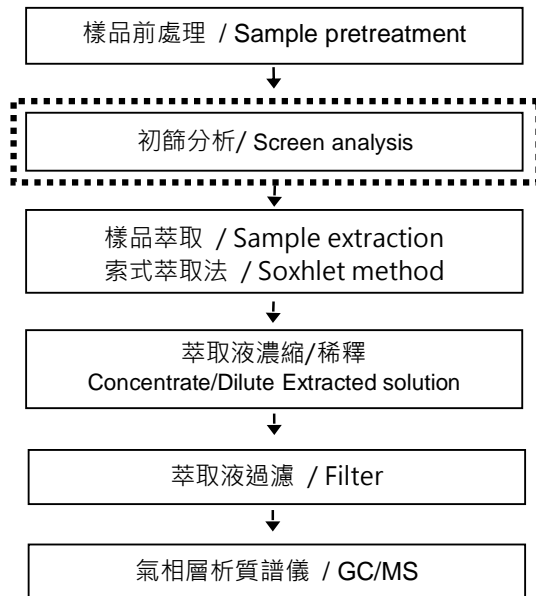 樣品前處理 / Sample pretreatment
初篩分析/ Screen analysis
樣品萃取 / Sample extraction
索式萃取法 / Soxhlet method
萃取液濃縮/稀釋
Concentrate/Dilute Extracted solution
萃取液過濾 / Filter
氣相層析質譜儀 / GC/MS